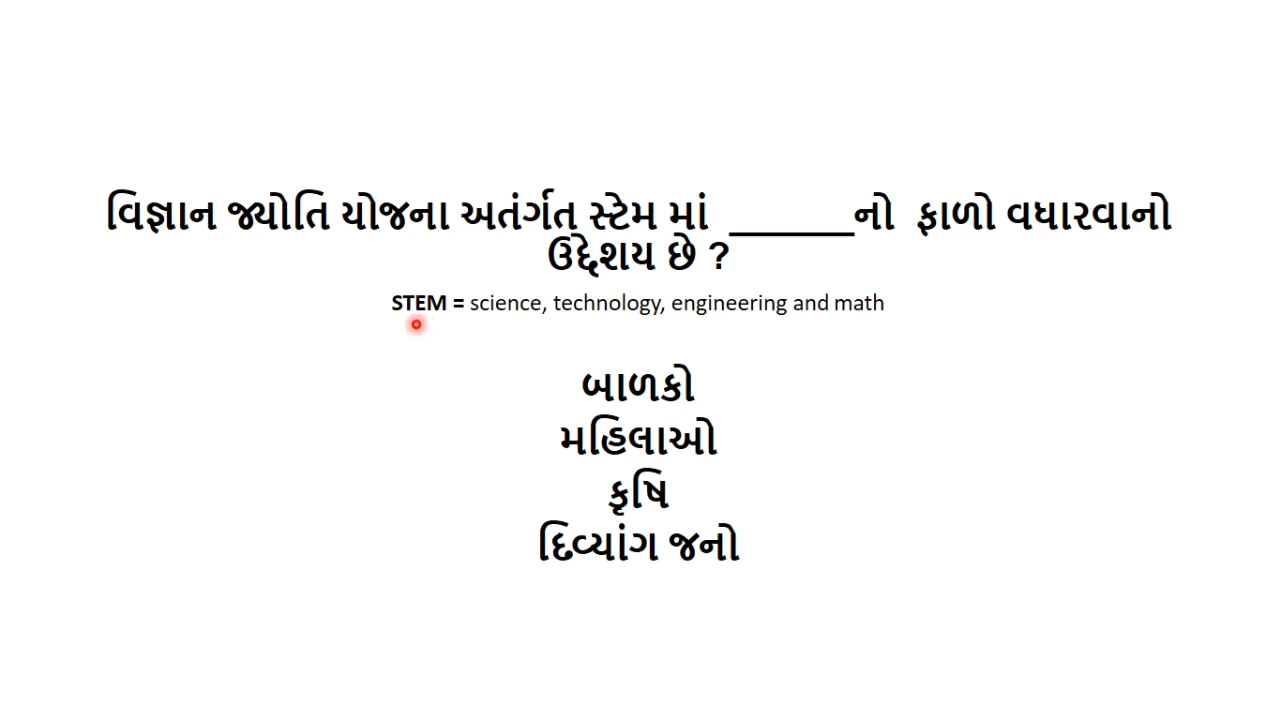 વિજ્ઞાન જ્યોતિ યોજના અતંર્ગત સ્ટેમ માં ______નો ફાળો વધારવાનો
ઉદ્દેશય છે ?
STEM = science, technology, engineering and math
બાળકો
મહિલાઓ
કૃષિ
દિવ્યાંગ જનો